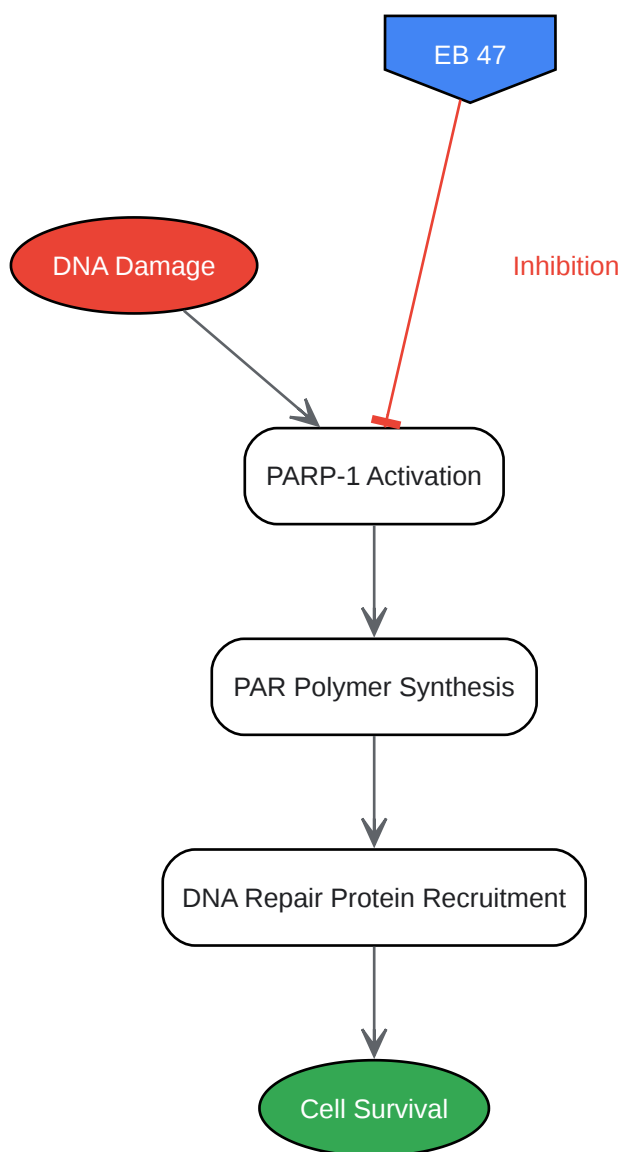 EB 47
DNA Damage
Inhibition
PARP-1 Activation
PAR Polymer Synthesis
DNA Repair Protein Recruitment
Cell Survival